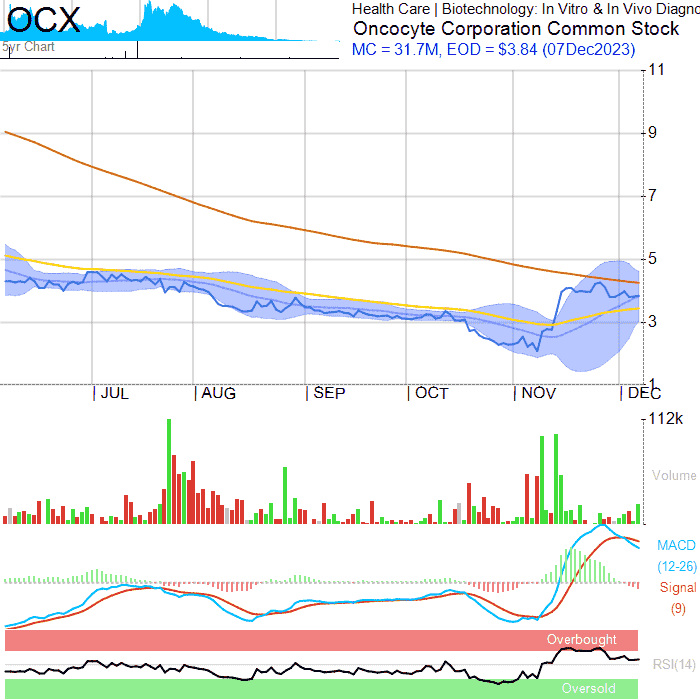 OCX
5yr Chart
Health Care | Biotechnology: In Vitro & In Vivo Diagno
Oncocyte Corporation Common Stock
MC = 31.7M, EOD = $3.84 (07Dec2023)
11
9
7
5
3
1
JUL AUG SEP OCT NOV DEC
112k
Volume
MACD
(12-26)
Signal
(9)
Overbought
RSI(14)
Oversold